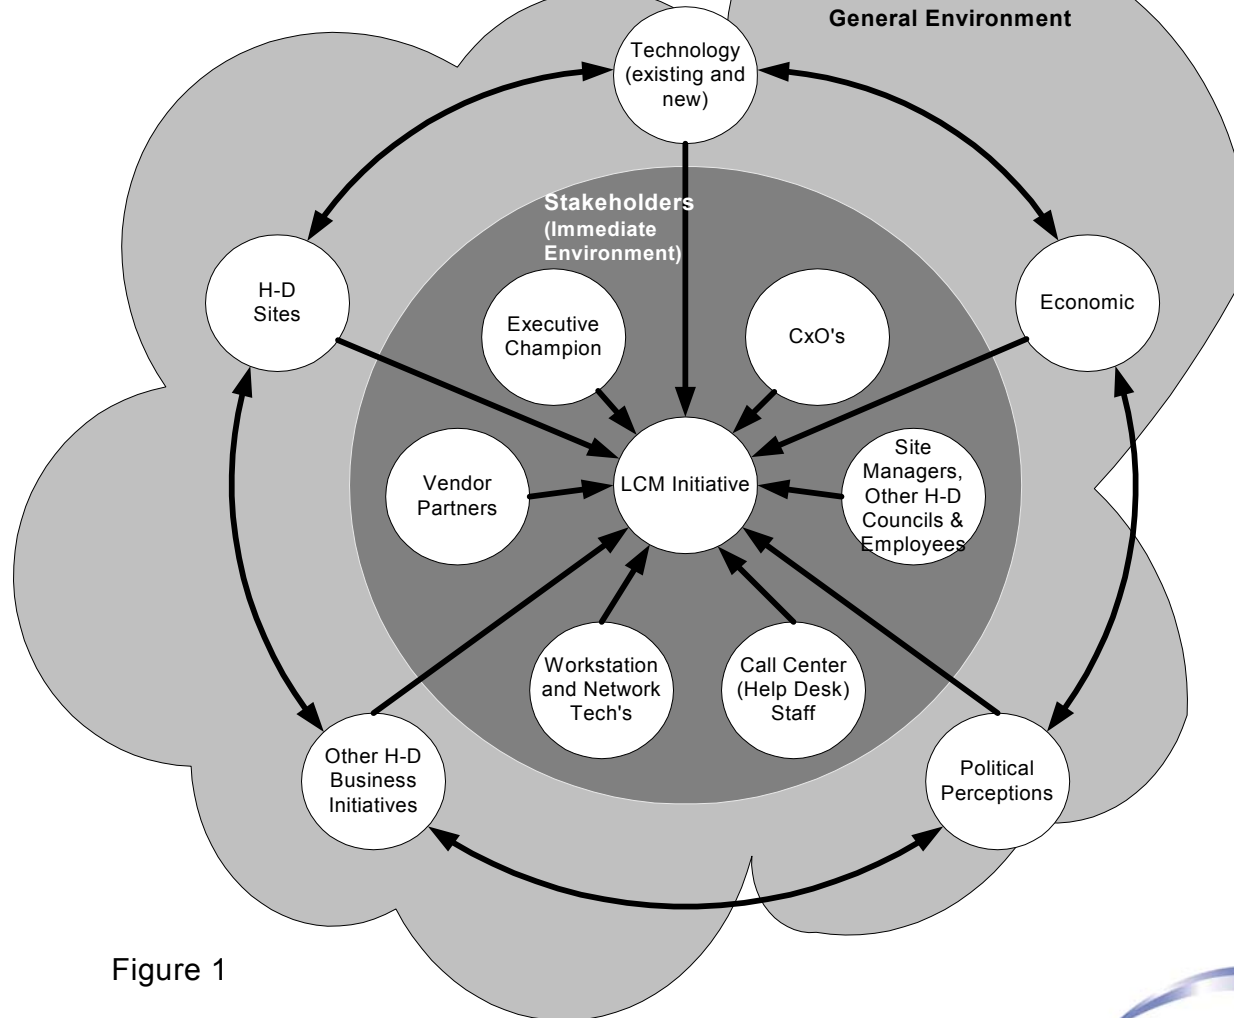 General Environment
Technology
(existing and
new)
Stakeholders
(Immediate
Environment)
H-D
Sites
Economic
Executive
Champion
CxO's
Vendor
Partners
LCM Initiative
Site
Managers,
Other H-D
Councils &
Employees
Workstation
and Network
Tech's
Call Center
(Help Desk)
Staff
Other H-D
Business
Initiatives
Political
Perceptions
Figure 1